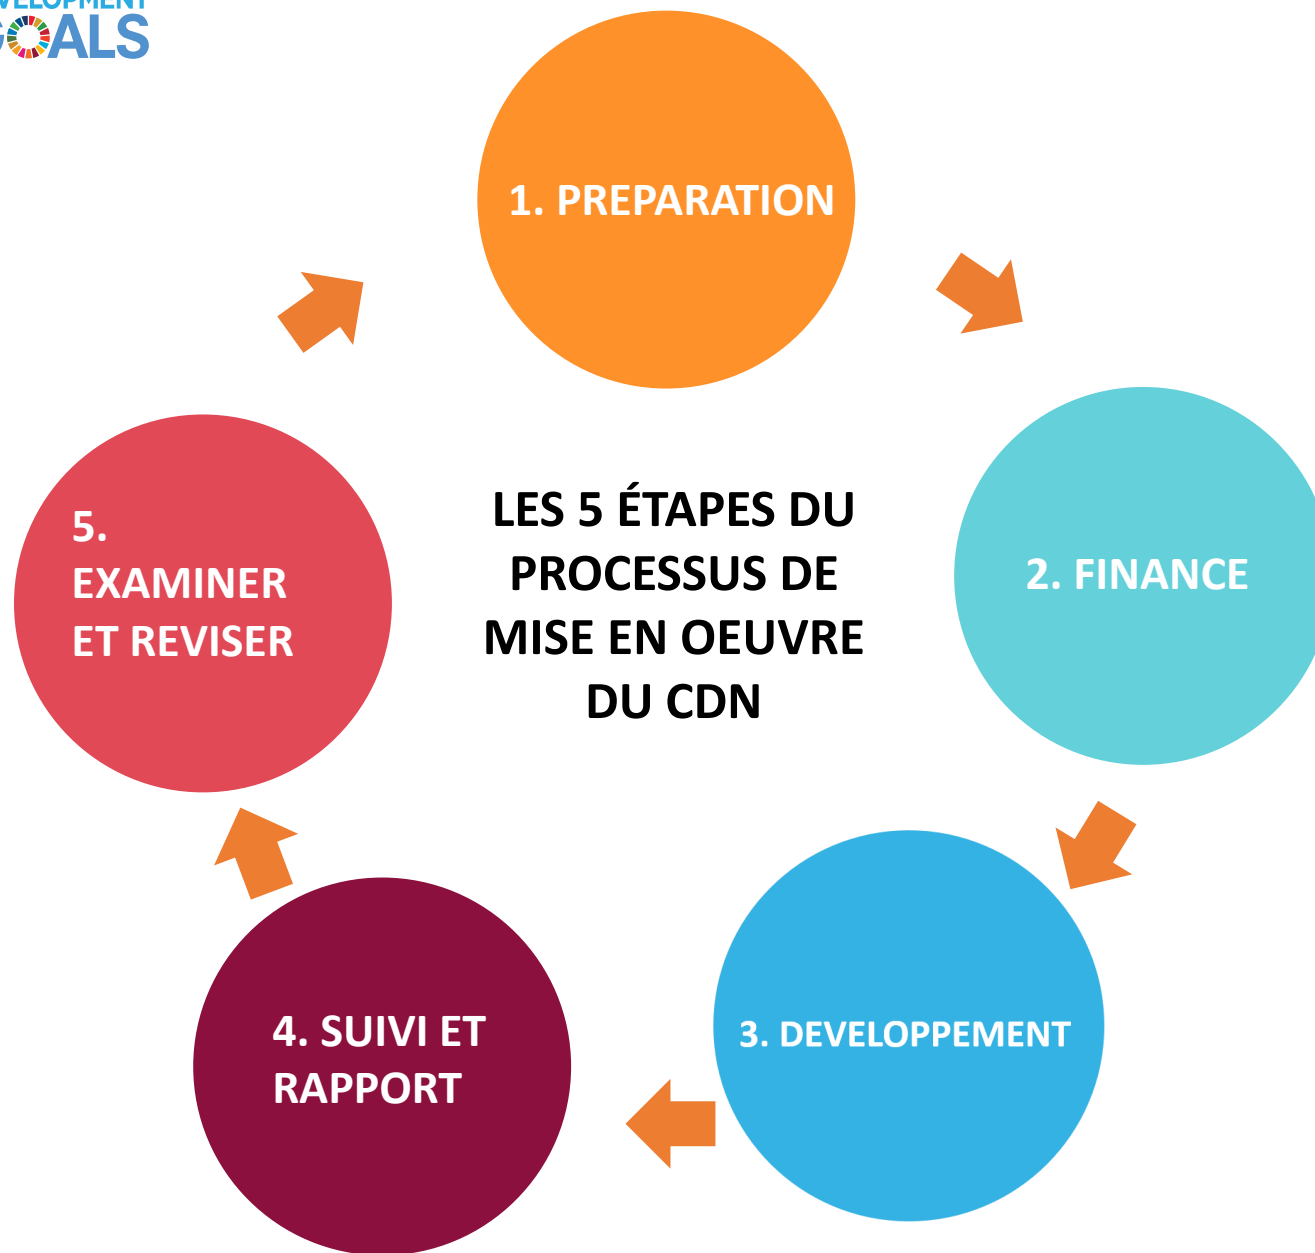 GOALS
1. PREPARATION
2. FINANCE
LES 5 ÉTAPES DU
PROCESSUS DE
MISE EN OEUVRE
DU CDN
5.
EXAMINER
ET REVISER
3. DEVELOPPEMENT
4. SUIVI ET
RAPPORT